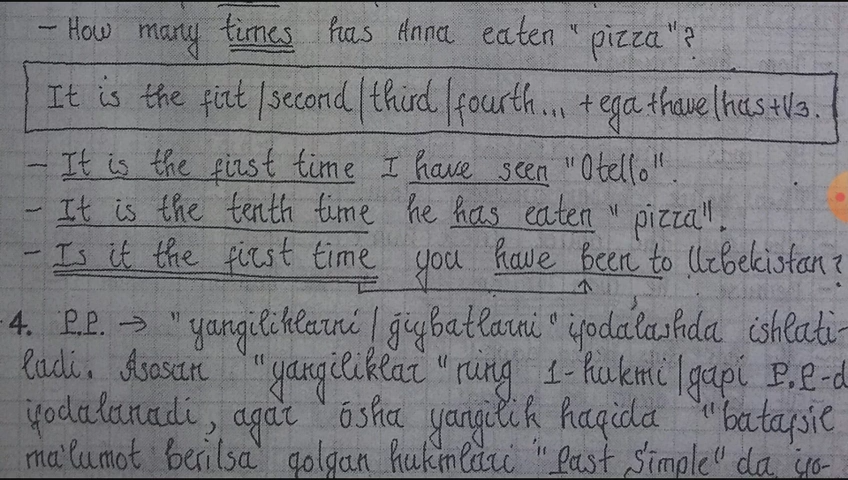 - How many times has Anna eaten "pizza"?
It is the firt/second/third/fourth... +ega+have/has+V3.
- It is the first time I have seen "Otello".
- It is the tenth time he has eaten "pizza".
- Is it the first time you have been to Uzbekistan?
4. P.P. → "yangiliklarni/ğiybatlarni" ifodalashda ishlati-
ladi. Asosan "yangiliklar"ning 1-hukmi/gapi P.P-d
ifodalanadi, agar ösha yangilik haqida "batafsil
ma'lumot berilsa qolgan hukmlari "Past Simple" da ifo-